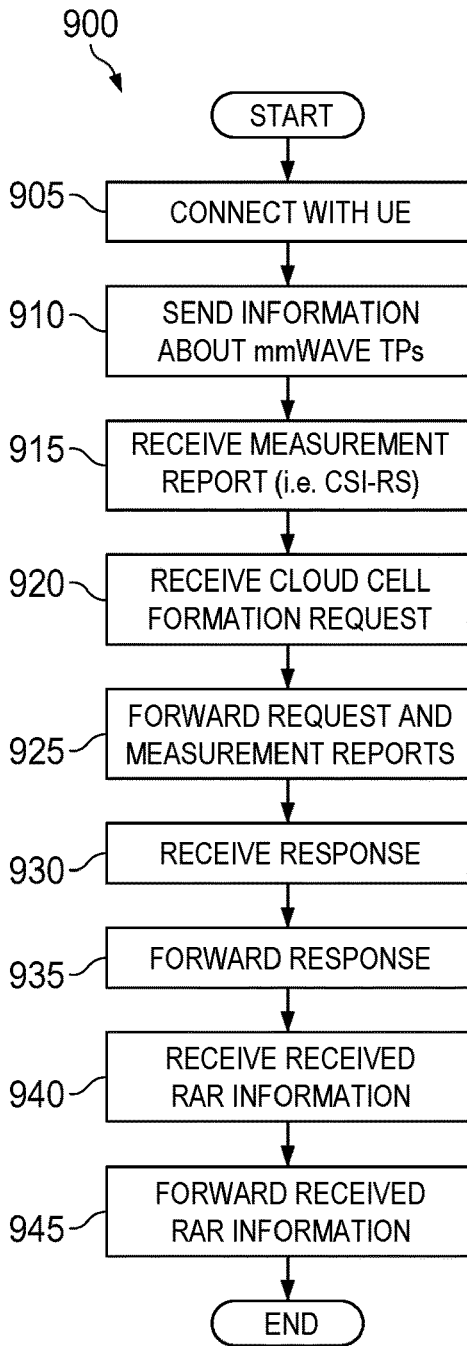 900
START
905
CONNECT WITH UE
910
SEND INFORMATION
ABOUT mmWAVE TPs
915
RECEIVE MEASUREMENT
REPORT (i.e. CSI-RS)
920
RECEIVE CLOUD CELL
FORMATION REQUEST
925
FORWARD REQUEST AND
MEASUREMENT REPORTS
930
RECEIVE RESPONSE
935
FORWARD RESPONSE
940
RECEIVE RECEIVED
RAR INFORMATION
945
FORWARD RECEIVED
RAR INFORMATION
END